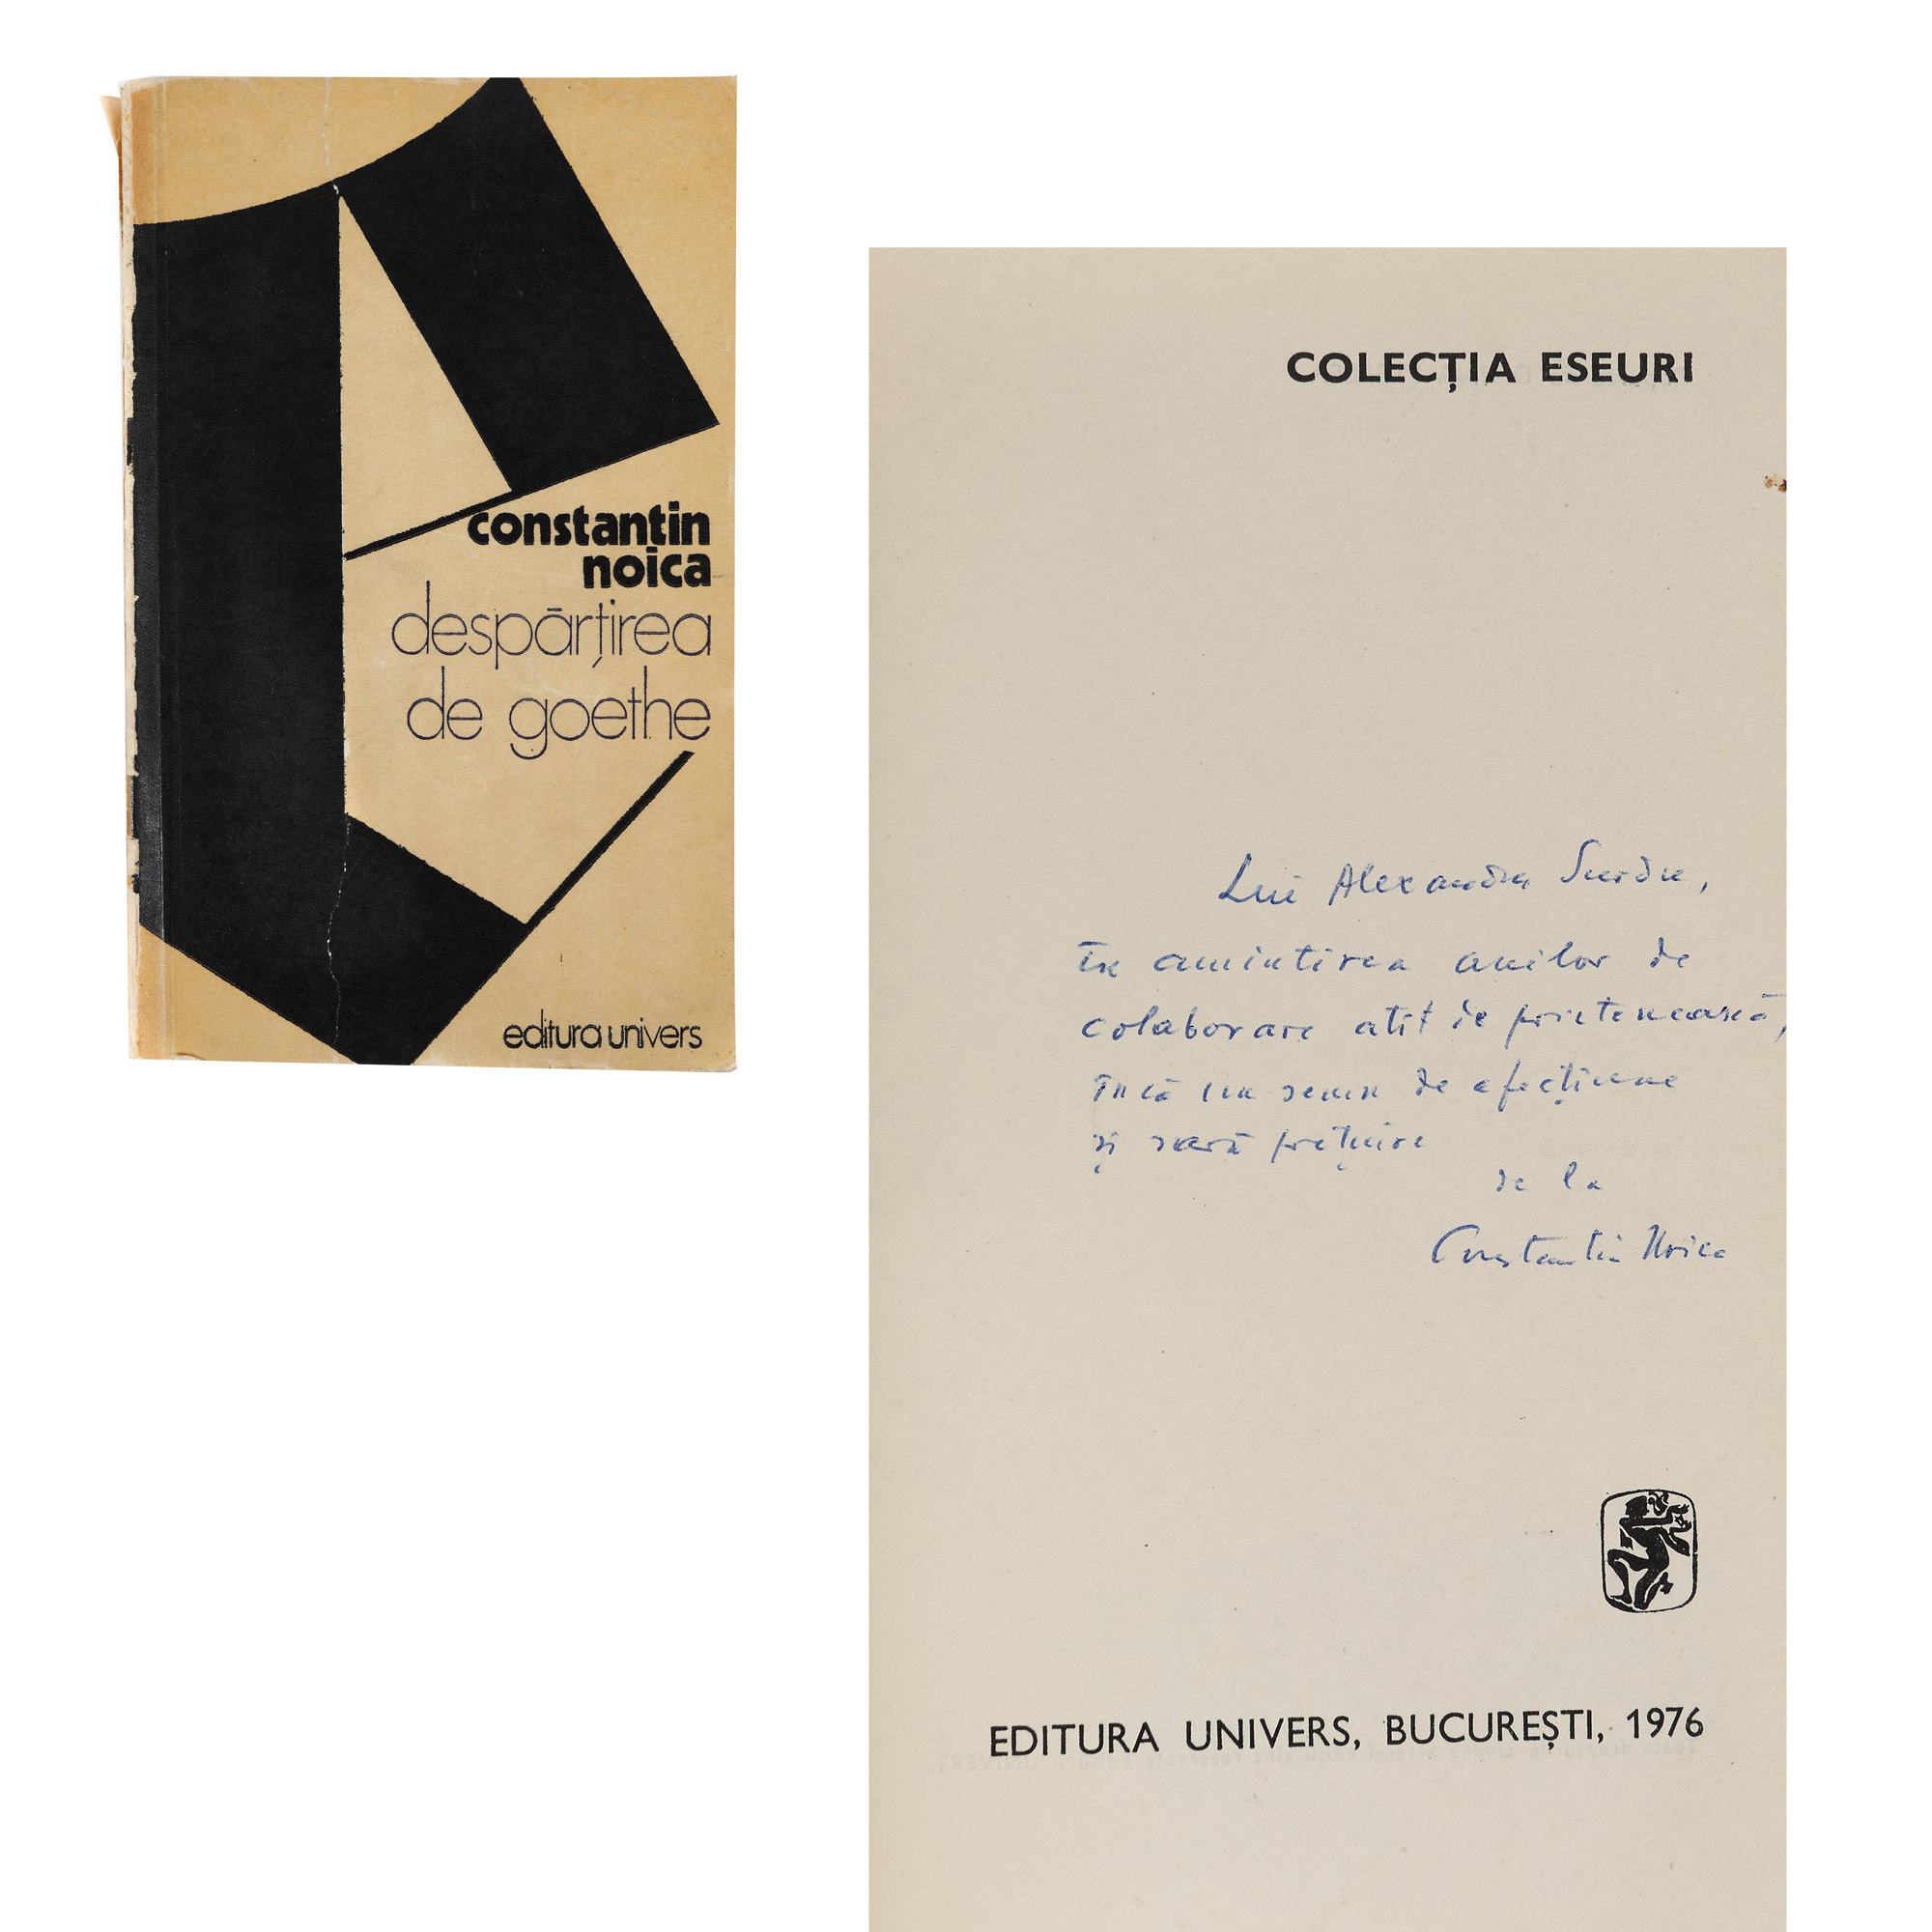 constantin
noica
despărțirea
de goethe
editura univers
COLECȚIA ESEURI
Lui Alexandru Surdu,
în amintirea anilor de
colaborare atît de prietenească,
încă un semn de afecțiune
și rară prețuire
de la
Constantin Noica
EDITURA UNIVERS, BUCUREȘTI, 1976